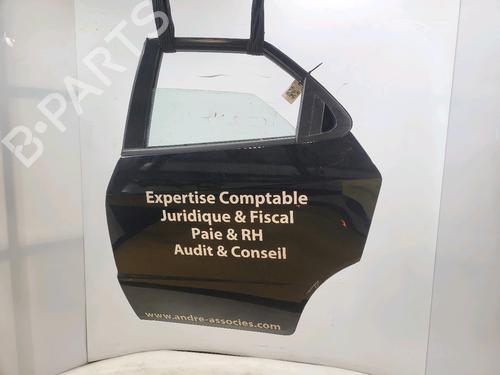 B-PARTS
Expertise Comptable
Juridique & Fiscal
Paie & RH
Audit & Conseil
www.andre-associes.com